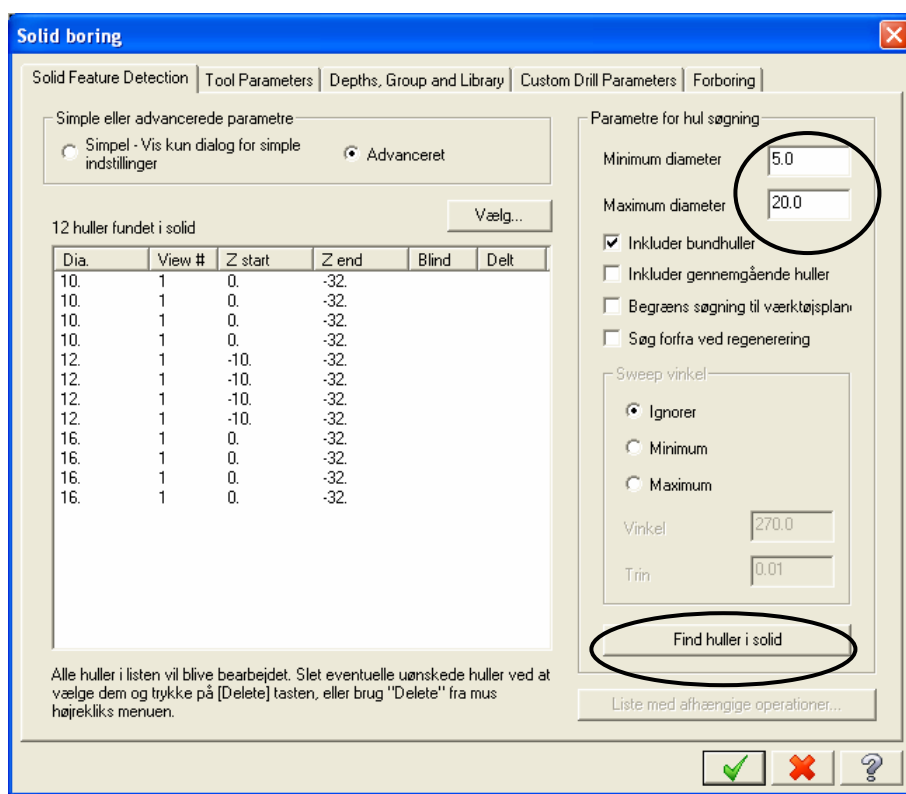 Solid boring
Solid Feature Detection Tool Parameters Depths, Group and Library Custom Drill Parameters Forboring
Simple eller advancerede parametre
Simpel - Vis kun dialog for simple
indstillinger
Advanceret
12 huller fundet i solid
Vælg...
Dia. View # Z start Z end Blind Delt
10. 1 0. -32.
10. 1 0. -32.
10. 1 0. -32.
10. 1 0. -32.
12. 1 -10. -32.
12. 1 -10. -32.
12. 1 -10. -32.
12. 1 -10. -32.
16. 1 0. -32.
16. 1 0. -32.
16. 1 0. -32.
16. 1 0. -32.
Alle huller i listen vil blive bearbejdet. Slet eventuelle uønskede huller ved at
vælge dem og trykke på [Delete] tasten, eller brug "Delete" fra mus
højrekliks menuen.
Parametre for hul søgning
Minimum diameter 5.0
Maximum diameter 20.0
Inkluder bundhuller
Inkluder gennemgående huller
Begræns søgning til værktøjsplan
Søg forfra ved regenerering
Sweep vinkel
Ignorer
Minimum
Maximum
Vinkel 270.0
Trin 0.01
Find huller i solid
Liste med afhængige operationer...